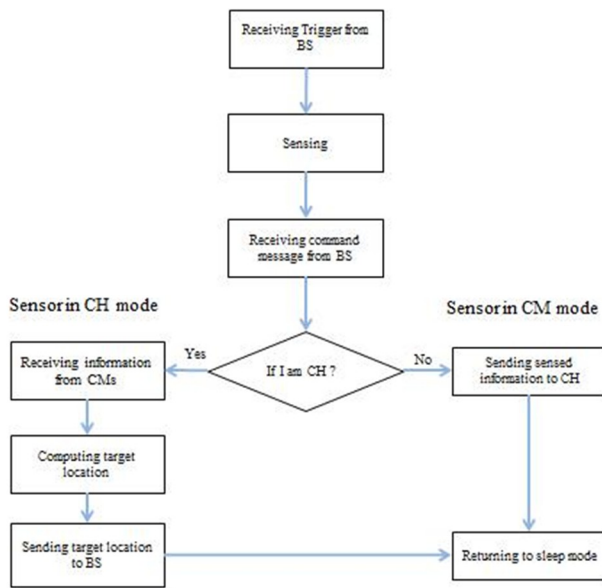 Receiving Trigger from
BS
Sensing
Receiving command
message from BS
Sensorin CH mode
Sensorin CM mode
Yes
If I am CH ?
No
Receiving information
from CMs
Sending sensed
information to CH
Computing target
location
Sending target location
to BS
Returning to sleep mode